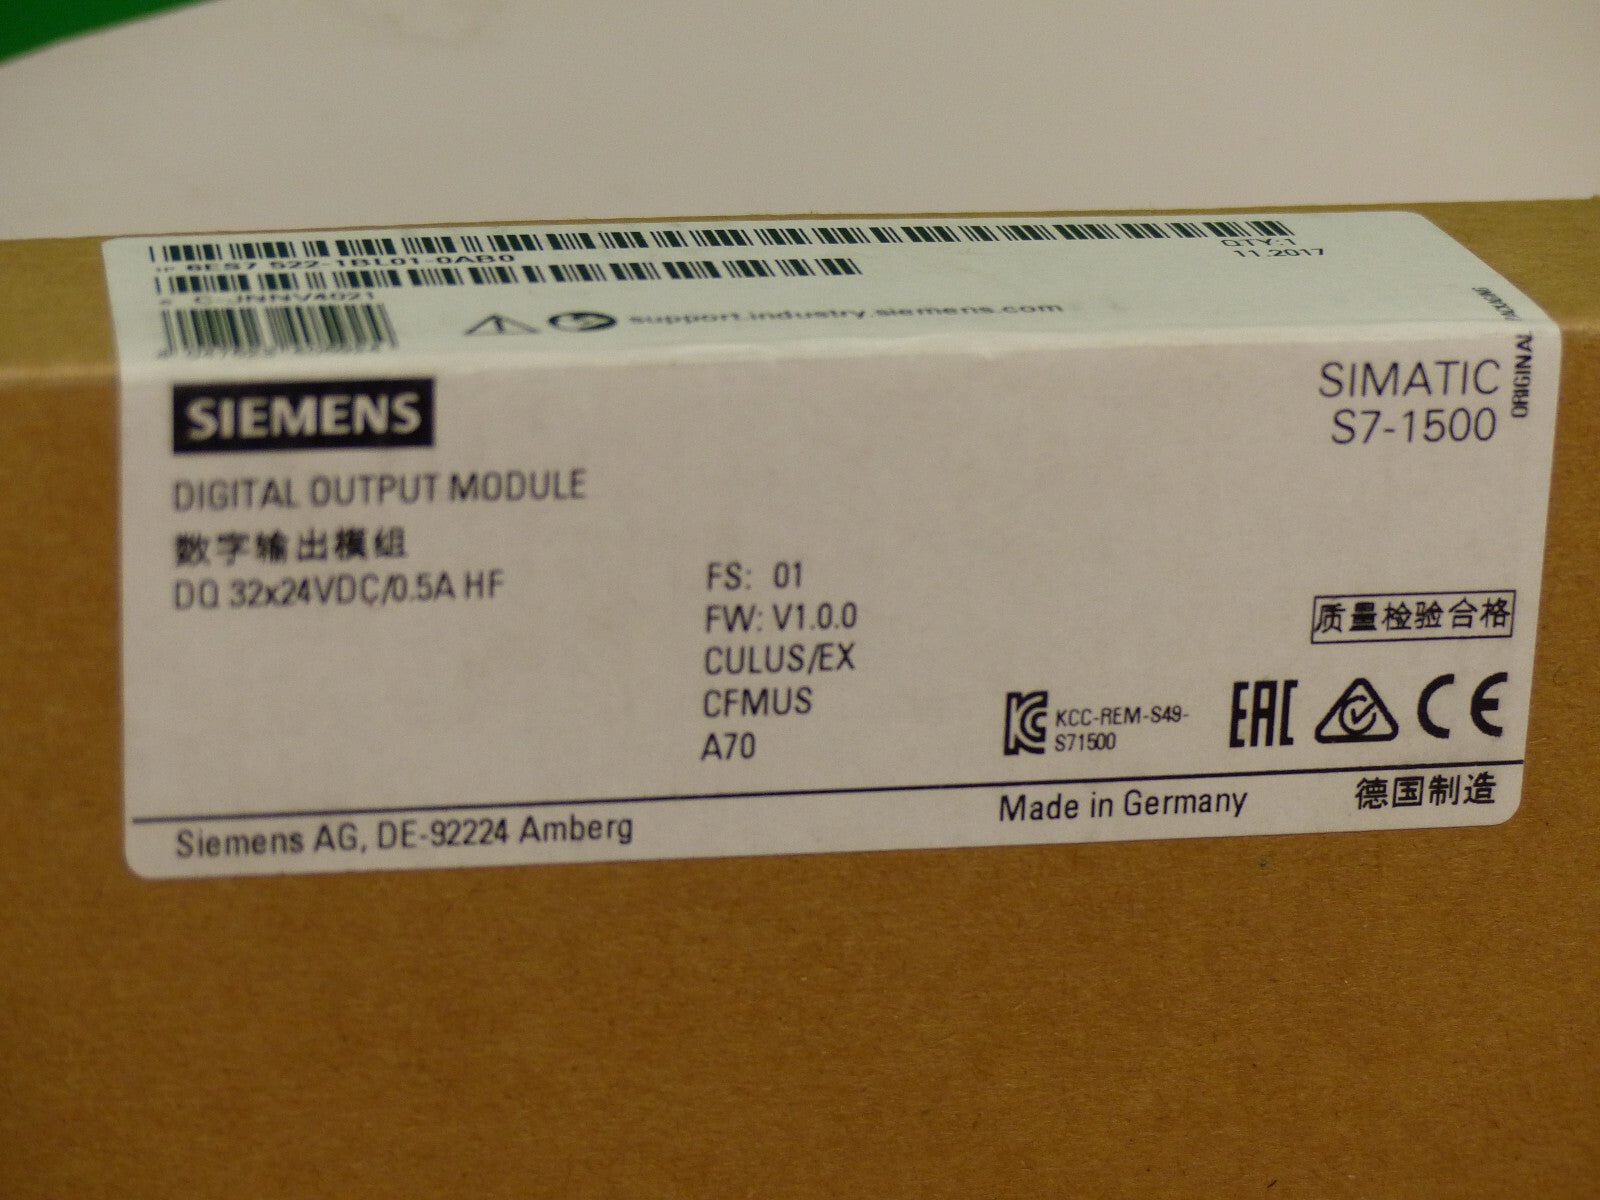 1P 6ES7 522-1BL01-0AB0
QTY:1
11.2017
C-JNNV4021
support.industry.siemens.com
ORIGINAL PACKAGING
SIEMENS
SIMATIC
S7-1500
DIGITAL OUTPUT MODULE
数字输出模组
DQ 32x24VDC/0.5A HF
FS: 01
FW: V1.0.0
CULUS/EX
CFMUS
A70
质量检验合格
KCC-REM-S49-
S71500
EAC
CE
Siemens AG, DE-92224 Amberg
Made in Germany
德国制造